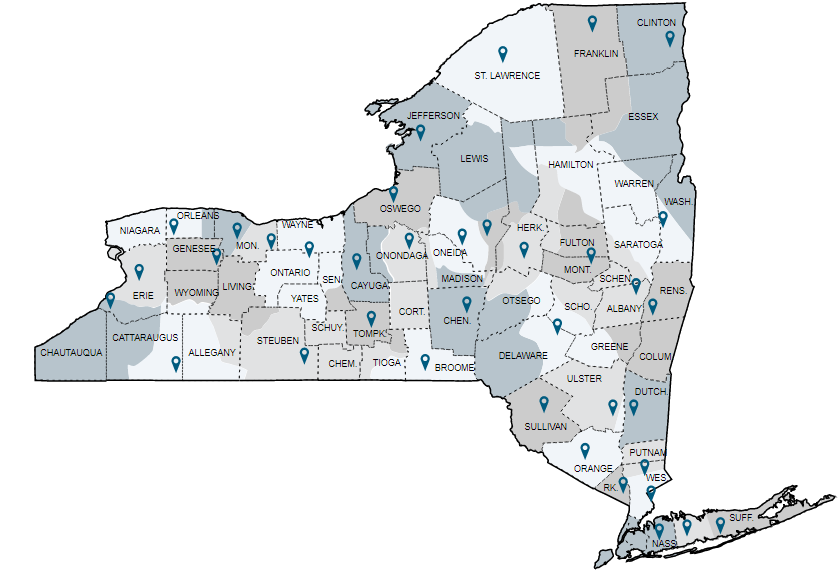 CLINTON
FRANKLIN
ST. LAWRENCE
JEFFERSON
ESSEX
LEWIS
HAMILTON
WARREN
WASH.
OSWEGO
ORLEANS
NIAGARA
WAYNE
HERK.
FULTON
SARATOGA
GENESEE
MON.
ONONDAGA
ONEIDA
MONT.
SCHEN.
ERIE
WYOMING
LIVING.
ONTARIO
SEN.
CAYUGA
MADISON
RENS.
YATES
OTSEGO
SCHO.
ALBANY
CORT.
CHEN.
SCHUY.
TOMPK.
CATTARAUGUS
STEUBEN
GREENE
CHAUTAUQUA
ALLEGANY
CHEM.
TIOGA
BROOME
DELAWARE
COLUM.
ULSTER
DUTCH.
SULLIVAN
PUTNAM
ORANGE
WES.
RK.
SUFF.
NASS.